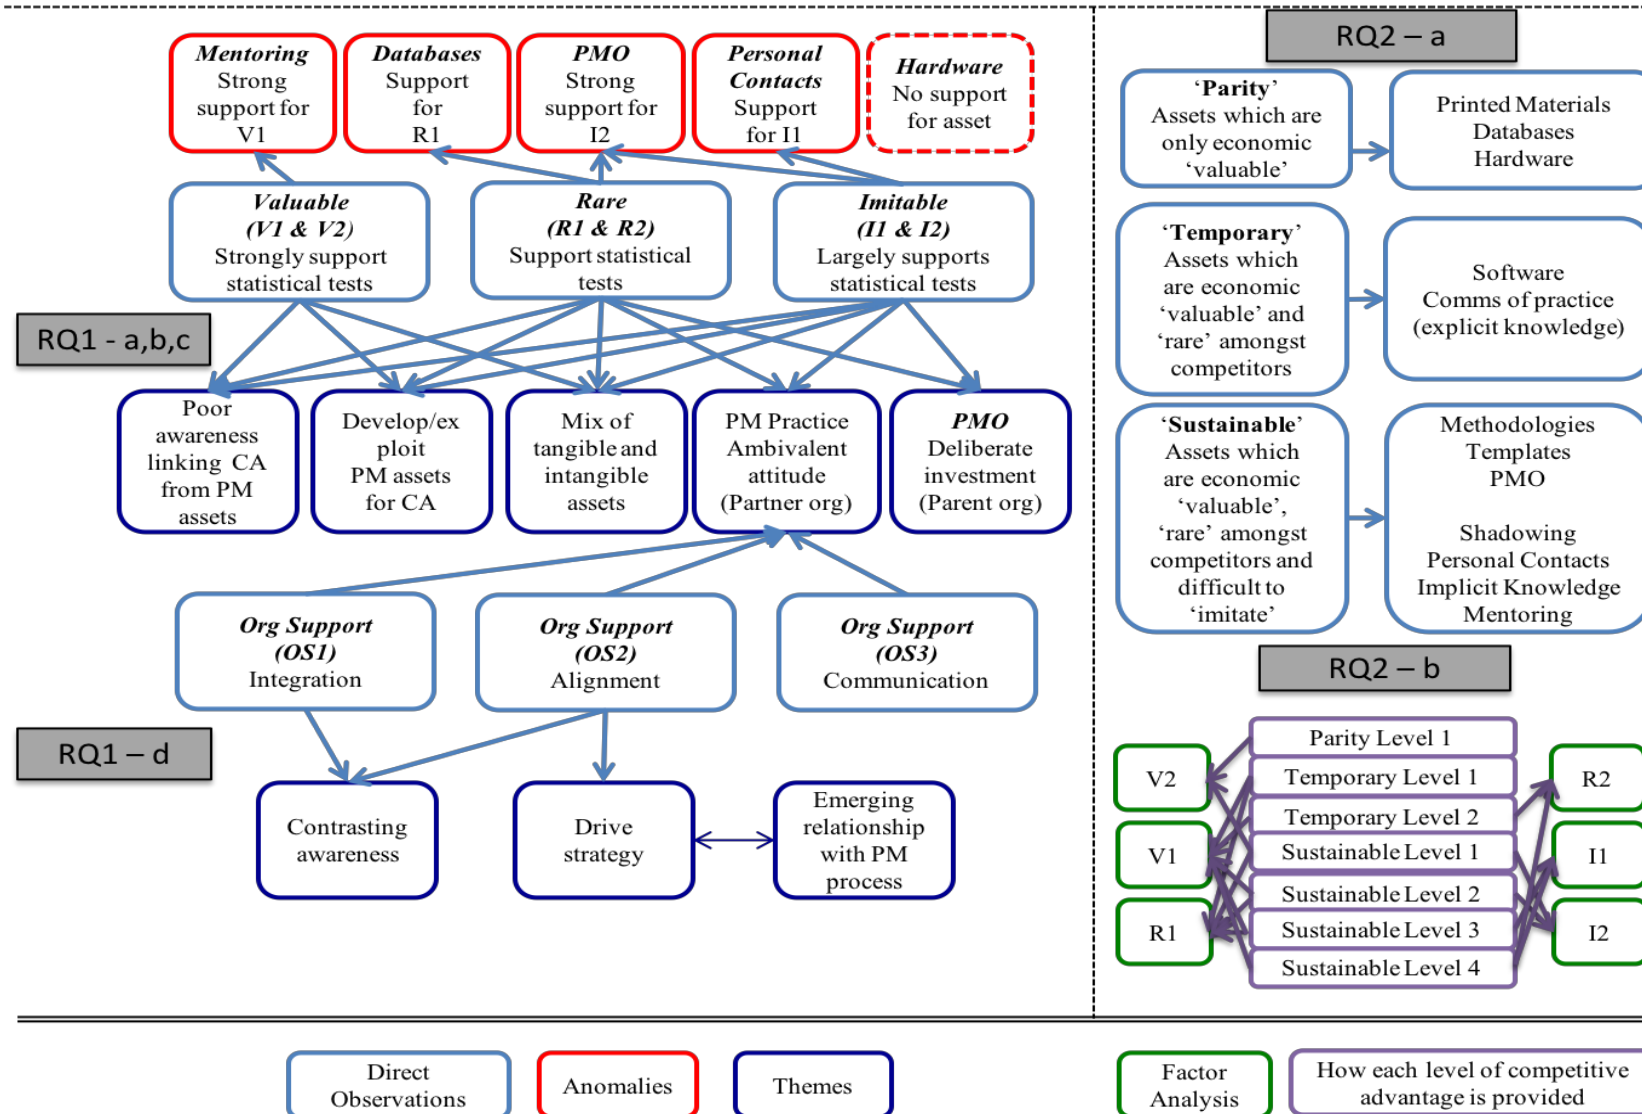 Mentoring
Strong
support for
V1
Databases
Support
for
R1
PMO
Strong
support for
I2
Personal
Contacts
Support
for I1
Hardware
No support
for asset
Valuable
(V1 & V2)
Strongly support
statistical tests
Rare
(R1 & R2)
Support statistical
tests
Imitable
(I1 & I2)
Largely supports
statistical tests
RQ1 - a,b,c
Poor
awareness
linking CA
from PM
assets
Develop/ex
ploit
PM assets
for CA
Mix of
tangible and
intangible
assets
PM Practice
Ambivalent
attitude
(Partner org)
PMO
Deliberate
investment
(Parent org)
Org Support
(OS1)
Integration
Org Support
(OS2)
Alignment
Org Support
(OS3)
Communication
RQ1 – d
Contrasting
awareness
Drive
strategy
Emerging
relationship
with PM
process
RQ2 – a
‘Parity’
Assets which are
only economic
‘valuable’
Printed Materials
Databases
Hardware
‘Temporary’
Assets which
are economic
‘valuable’ and
‘rare’ amongst
competitors
Software
Comms of practice
(explicit knowledge)
‘Sustainable’
Assets which
are economic
‘valuable’,
‘rare’ amongst
competitors and
difficult to
‘imitate’
Methodologies
Templates
PMO
Shadowing
Personal Contacts
Implicit Knowledge
Mentoring
RQ2 – b
V2
V1
R1
Parity Level 1
Temporary Level 1
Temporary Level 2
Sustainable Level 1
Sustainable Level 2
Sustainable Level 3
Sustainable Level 4
R2
I1
I2
Direct
Observations
Anomalies
Themes
Factor
Analysis
How each level of competitive
advantage is provided